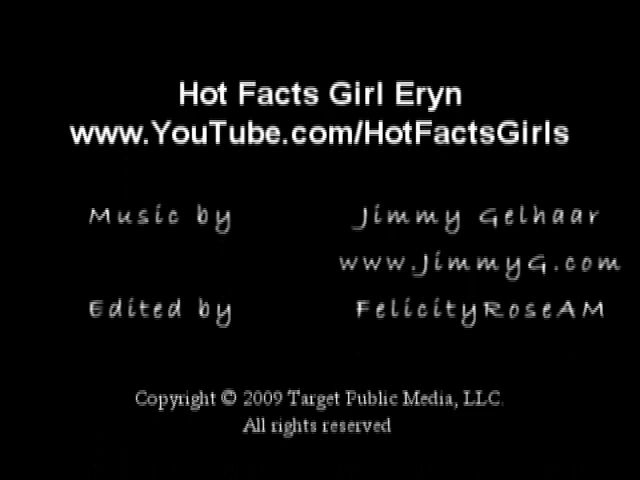 Hot Facts Girl Eryn
www.YouTube.com/HotFactsGirls
Music by Jimmy Gelhaar
www.JimmyG.com
Edited by FelicityRoseAM
Copyright © 2009 Target Public Media, LLC.
All rights reserved